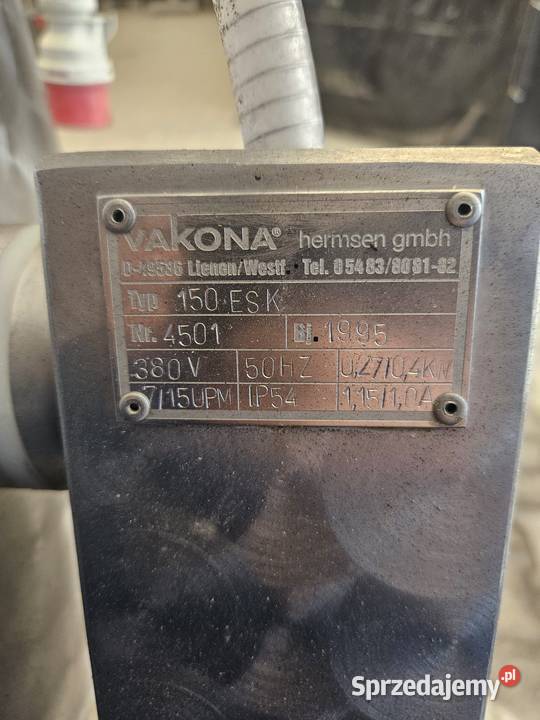 VAKONA® hermsen gmbh
D-49536 Lienen/Westf. · Tel. 05483/8081-82
Typ 150 ESK
Nr. 4501 Bj. 1995
380V 50HZ 0,27/0,4KW
7/15UPM IP54 1,15/1,0A
Sprzedajemy.pl